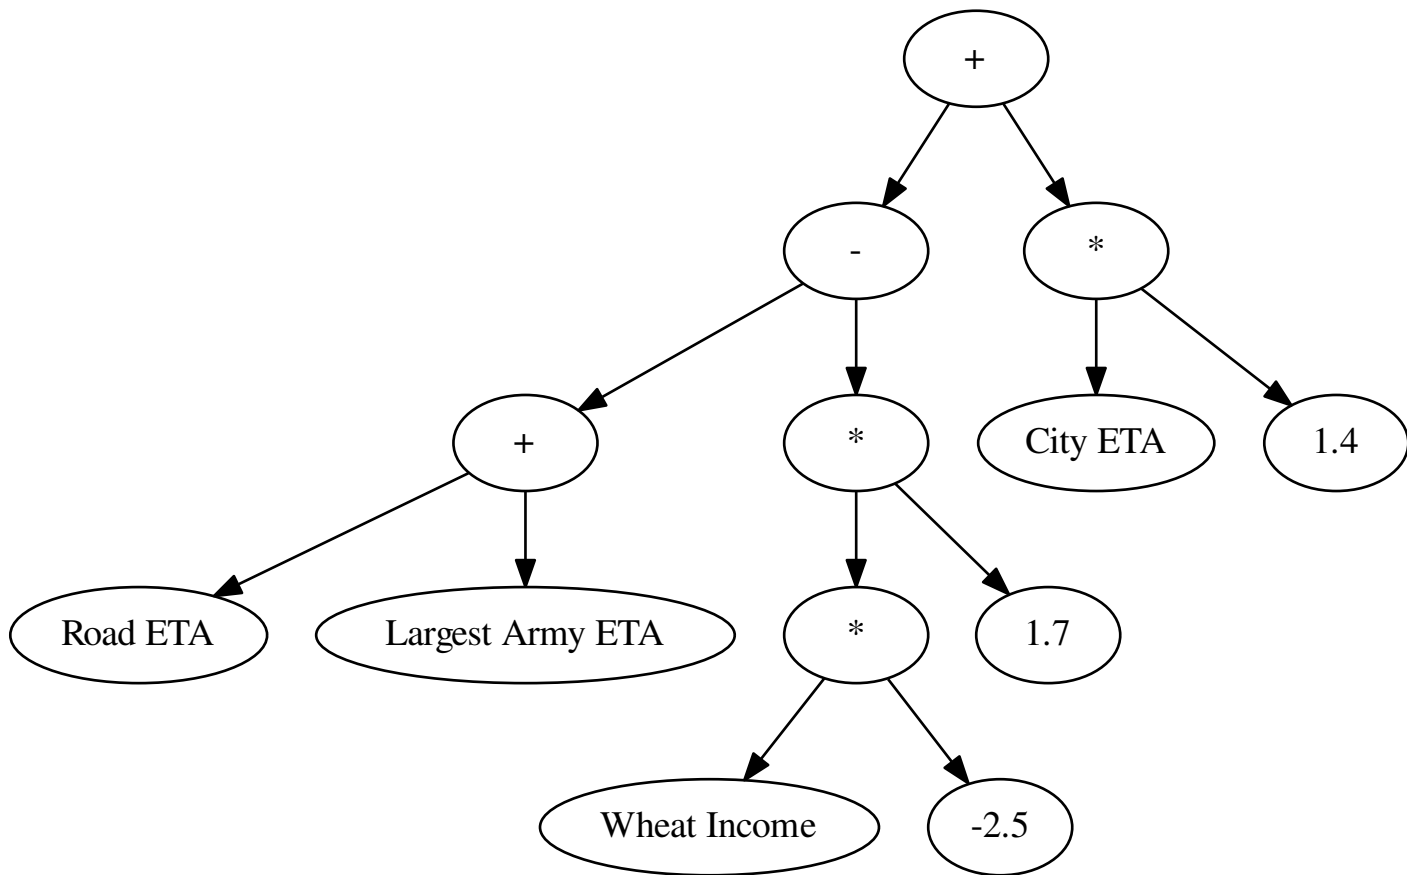 +
-
*
+
*
City ETA
1.4
Road ETA
Largest Army ETA
*
1.7
Wheat Income
-2.5